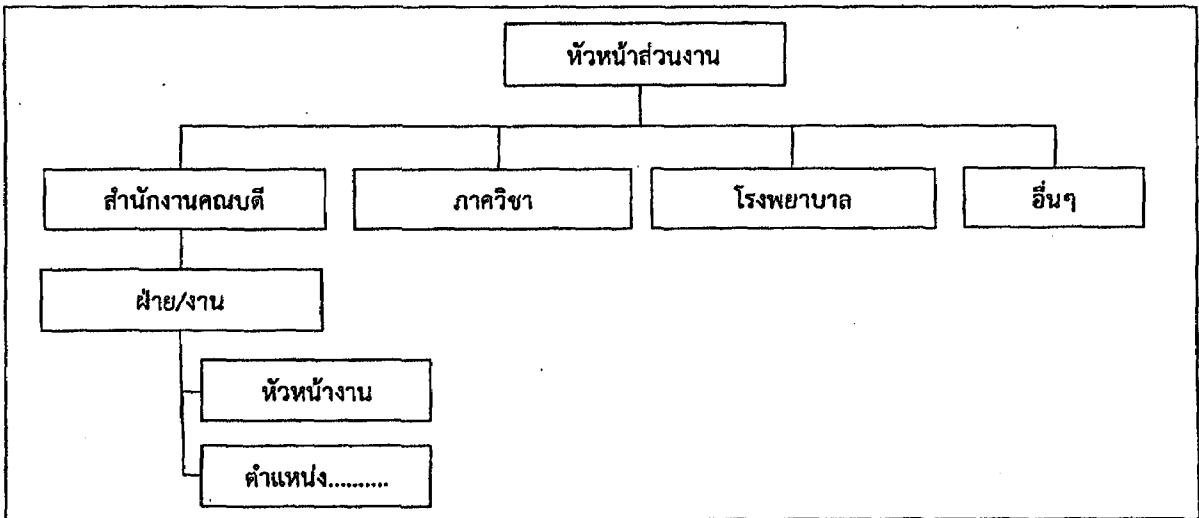 หัวหน้าส่วนงาน
สำนักงานคณบดี
ภาควิชา
โรงพยาบาล
อื่นๆ
ฝ่าย/งาน
หัวหน้างาน
ตำแหน่ง..........